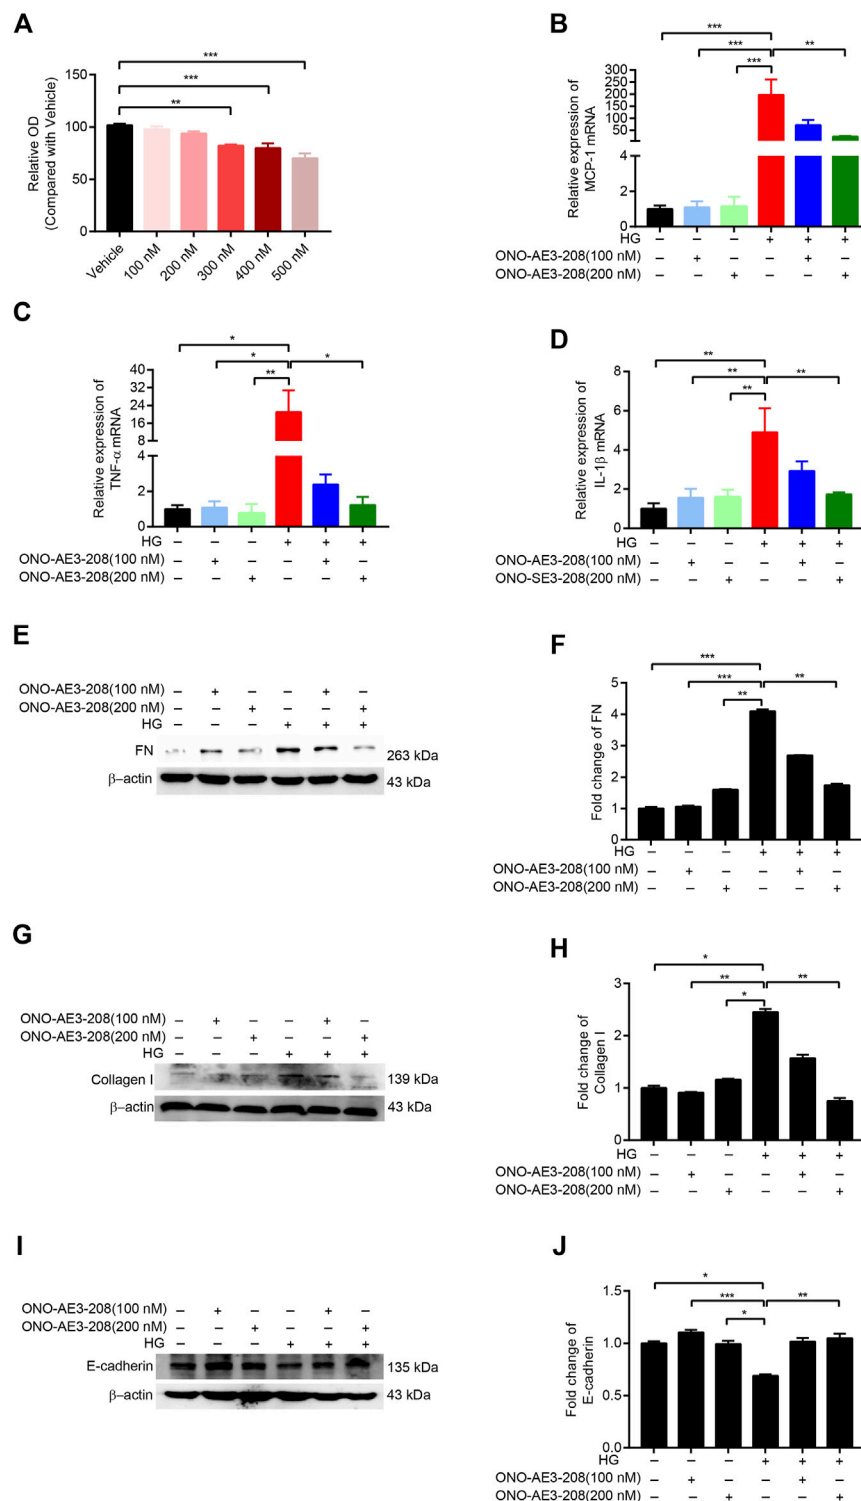 A
***
***
**
150
100
50
0
Relative OD
(Compared with Vehicle)
Vehicle
100 nM
200 nM
300 nM
400 nM
500 nM
B
***
*** **
***
300
250
200
150
100
50
4
2
0
Relative expression of
MCP-1 mRNA
HG – – – + + +
ONO-AE3-208(100 nM) – + – – + –
ONO-AE3-208(200 nM) – – + – – +
C
*
* *
**
40
32
24
16
8
4
2
0
Relative expression of
TNF-α mRNA
HG – – – + + +
ONO-AE3-208(100 nM) – + – – + –
ONO-AE3-208(200 nM) – – + – – +
D
**
** **
**
8
6
4
2
0
Relative expression of
IL-1β mRNA
HG – – – + + +
ONO-AE3-208(100 nM) – + – – + –
ONO-SE3-208(200 nM) – – + – – +
E
ONO-AE3-208(100 nM) – + – – + –
ONO-AE3-208(200 nM) – – + – – +
HG – – – + + +
FN 263 kDa
β–actin 43 kDa
F
***
*** **
**
5
4
3
2
1
0
Fold change of FN
HG – – – + + +
ONO-AE3-208(100 nM) – + – – + –
ONO-AE3-208(200 nM) – – + – – +
G
ONO-AE3-208(100 nM) – + – – + –
ONO-AE3-208(200 nM) – – + – – +
HG – – – + + +
Collagen I 139 kDa
β–actin 43 kDa
H
*
** **
*
3
2
1
0
Fold change of
Collagen I
HG – – – + + +
ONO-AE3-208(100 nM) – + – – + –
ONO-AE3-208(200 nM) – – + – – +
I
ONO-AE3-208(100 nM) – + – – + –
ONO-AE3-208(200 nM) – – + – – +
HG – – – + + +
E-cadherin 135 kDa
β–actin 43 kDa
J
*
*** **
*
1.5
1.0
0.5
0.0
Fold change of
E-cadherin
HG – – – + + +
ONO-AE3-208(100 nM) – + – – + –
ONO-AE3-208(200 nM) – – + – – +